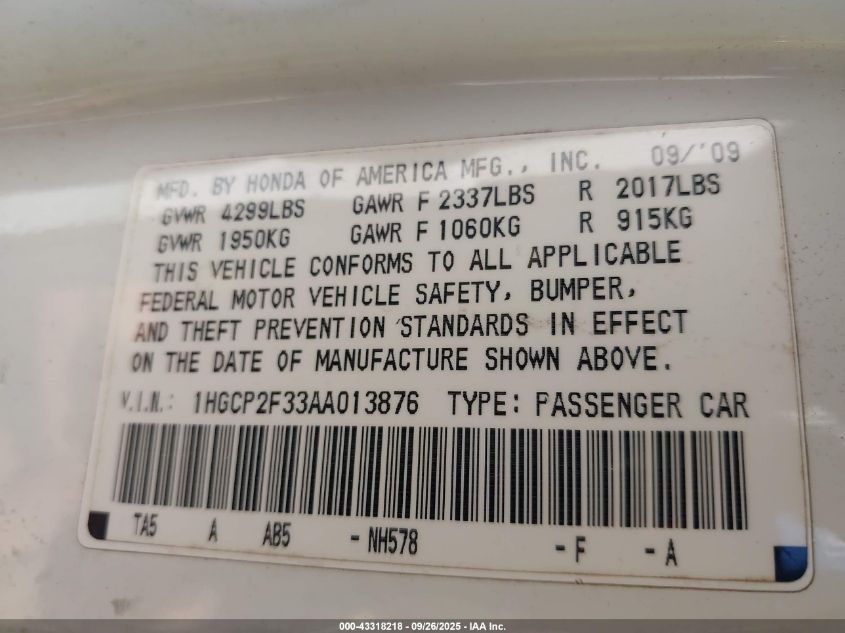 MFD. BY HONDA OF AMERICA MFG., INC. 09/'09
GVWR 4299LBS GAWR F 2337LBS R 2017LBS
GVWR 1950KG GAWR F 1060KG R 915KG
THIS VEHICLE CONFORMS TO ALL APPLICABLE
FEDERAL MOTOR VEHICLE SAFETY, BUMPER,
AND THEFT PREVENTION STANDARDS IN EFFECT
ON THE DATE OF MANUFACTURE SHOWN ABOVE.
V.I.N.: 1HGCP2F33AA013876 TYPE: PASSENGER CAR
TA5 A AB5 - NH578 - F - A
000-43318218 - 09/26/2025 - IAA Inc.